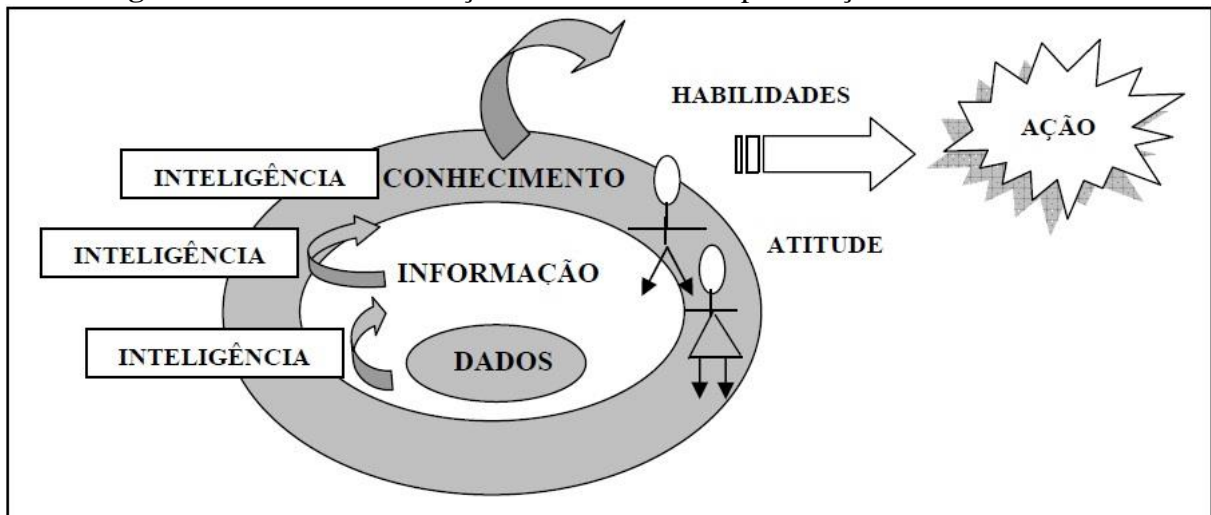 HABILIDADES
AÇÃO
INTELIGÊNCIA
CONHECIMENTO
INTELIGÊNCIA
ATITUDE
INFORMAÇÃO
INTELIGÊNCIA
DADOS